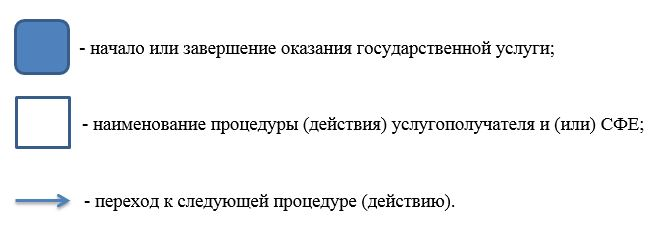 - начало или завершение оказания государственной услуги;
- наименование процедуры (действия) услугополучателя и (или) СФЕ;
- переход к следующей процедуре (действию).